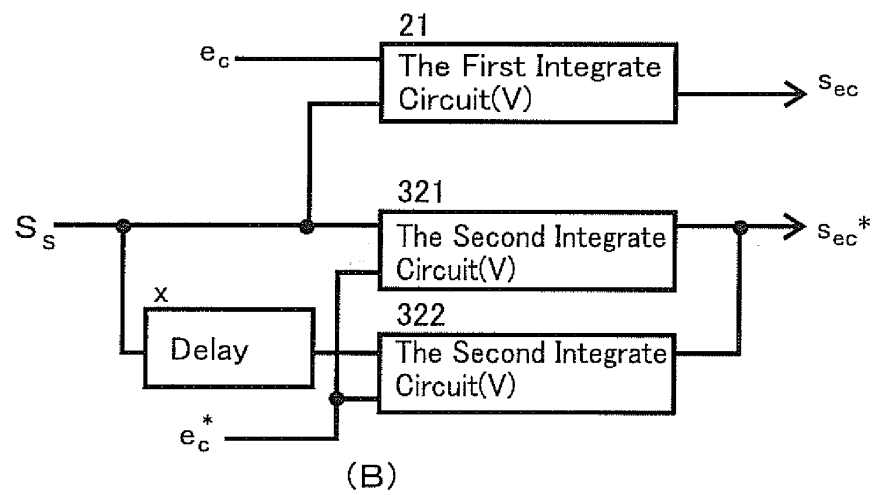 21
e_c
The First Integrate
Circuit(V)
s_ec
321
S_s
The Second Integrate
Circuit(V)
s_ec*
x
322
Delay
The Second Integrate
Circuit(V)
e_c*
(B)